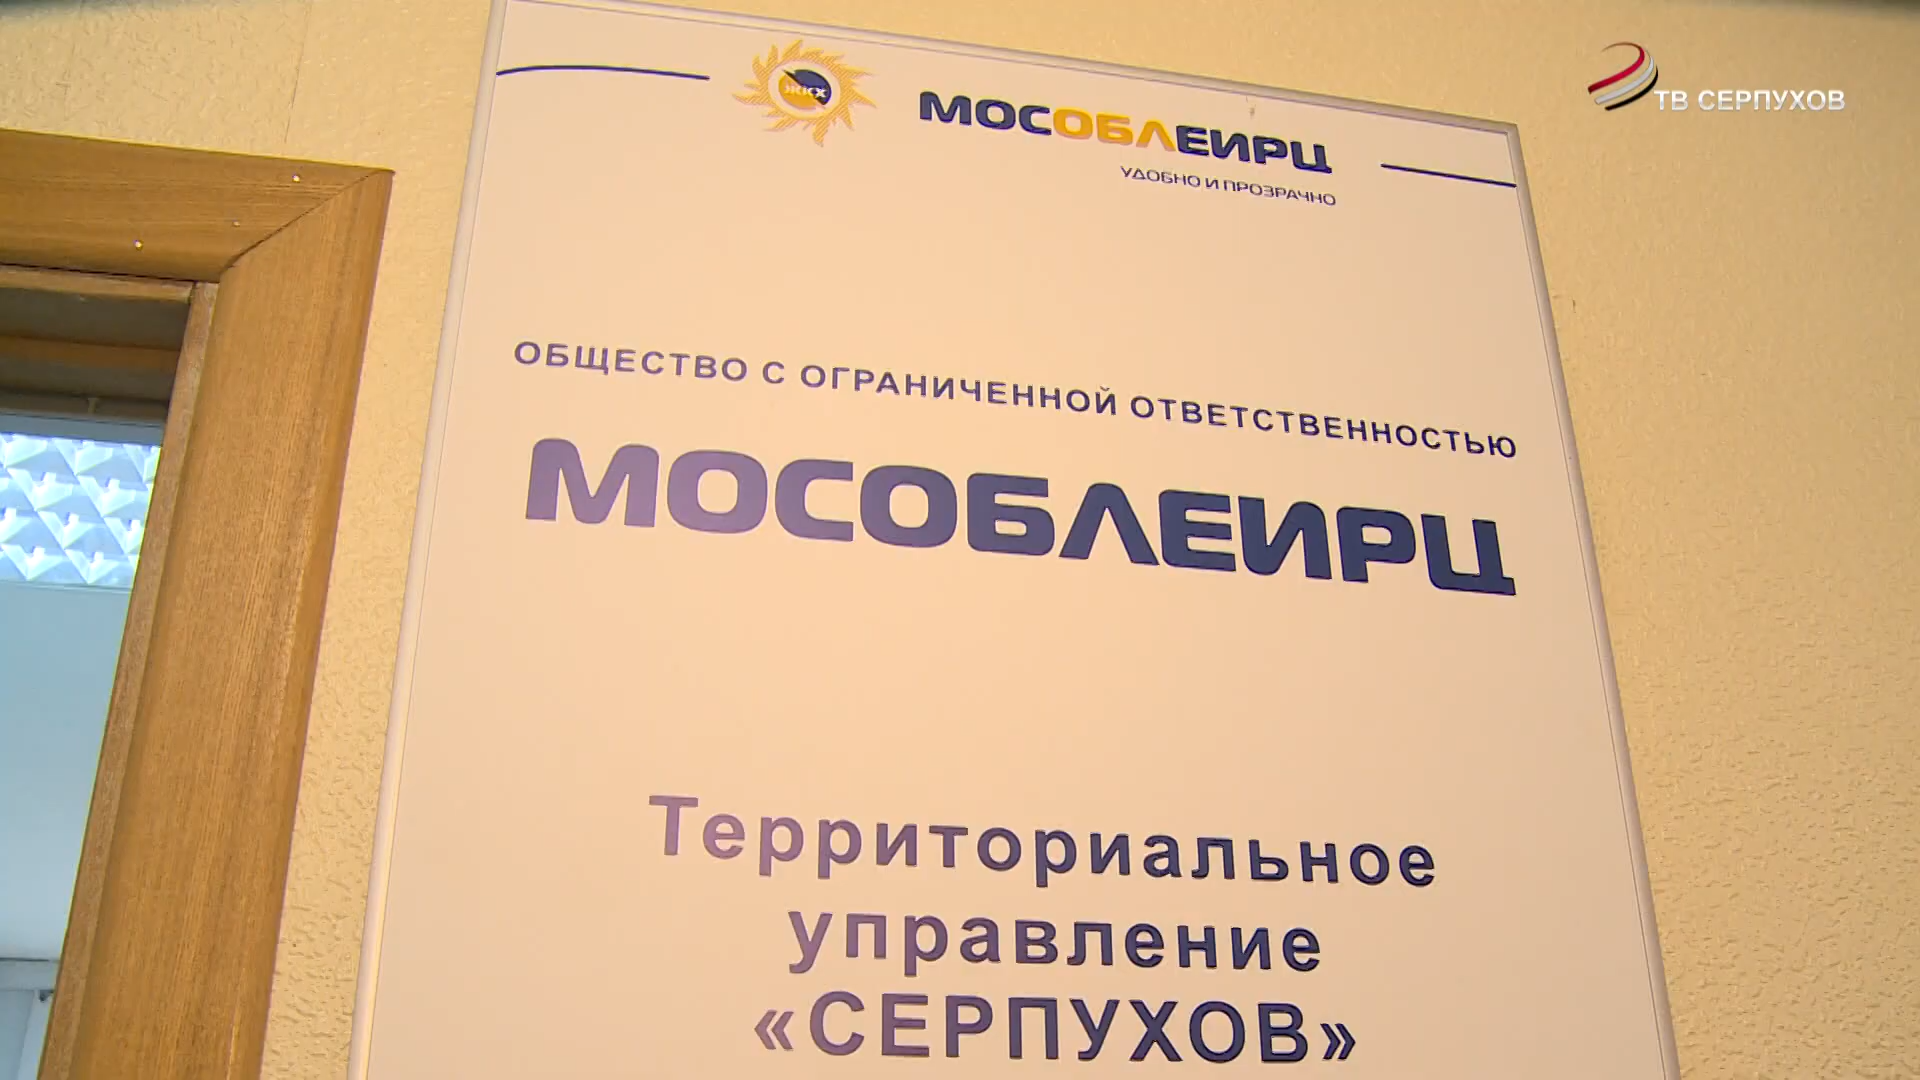 ЖКХ
МОСОБЛЕИРЦ
УДОБНО И ПРОЗРАЧНО
ТВ СЕРПУХОВ
ОБЩЕСТВО С ОГРАНИЧЕННОЙ ОТВЕТСТВЕННОСТЬЮ
МОСОБЛЕИРЦ
Территориальное
управление
«СЕРПУХОВ»